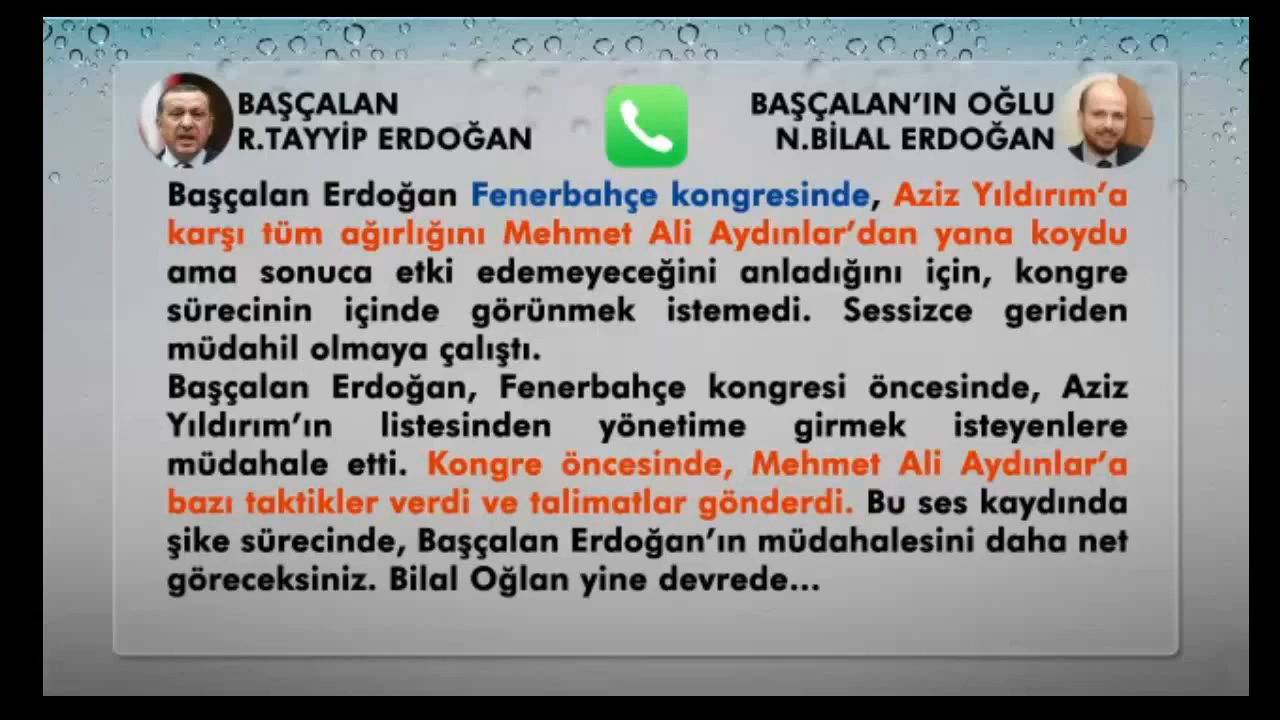 BAŞÇALAN
R.TAYYİP ERDOĞAN
BAŞÇALAN'IN OĞLU
N.BİLAL ERDOĞAN
Başçalan Erdoğan Fenerbahçe kongresinde, Aziz Yıldırım'a
karşı tüm ağırlığını Mehmet Ali Aydınlar'dan yana koydu
ama sonuca etki edemeyeceğini anladığını için, kongre
sürecinin içinde görünmek istemedi. Sessizce geriden
müdahil olmaya çalıştı.
Başçalan Erdoğan, Fenerbahçe kongresi öncesinde, Aziz
Yıldırım'ın listesinden yönetime girmek isteyenlere
müdahale etti. Kongre öncesinde, Mehmet Ali Aydınlar'a
bazı taktikler verdi ve talimatlar gönderdi. Bu ses kaydında
şike sürecinde, Başçalan Erdoğan'ın müdahalesini daha net
göreceksiniz. Bilal Oğlan yine devrede...